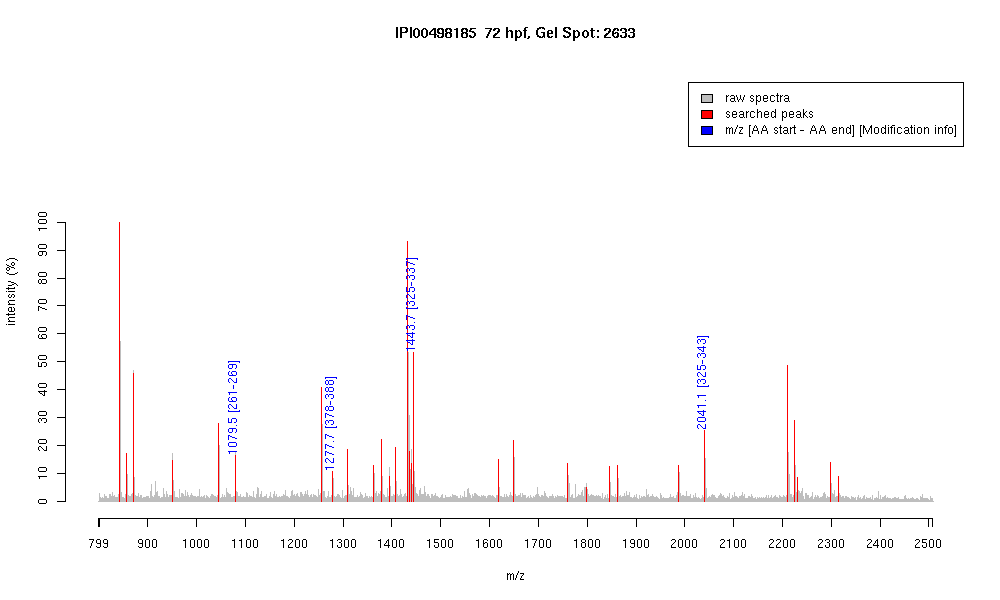 IPI00498185 72 hpf, Gel Spot: 2633
raw spectra
searched peaks
m/z [AA start - AA end] [Modification info]
intensity (%)
100
90
80
70
60
50
40
30
20
10
0
1079.5 [261-269]
1277.7 [378-388]
1443.7 [325-337]
2041.1 [325-343]
799 900 1000 1100 1200 1300 1400 1500 1600 1700 1800 1900 2000 2100 2200 2300 2400 2500
m/z